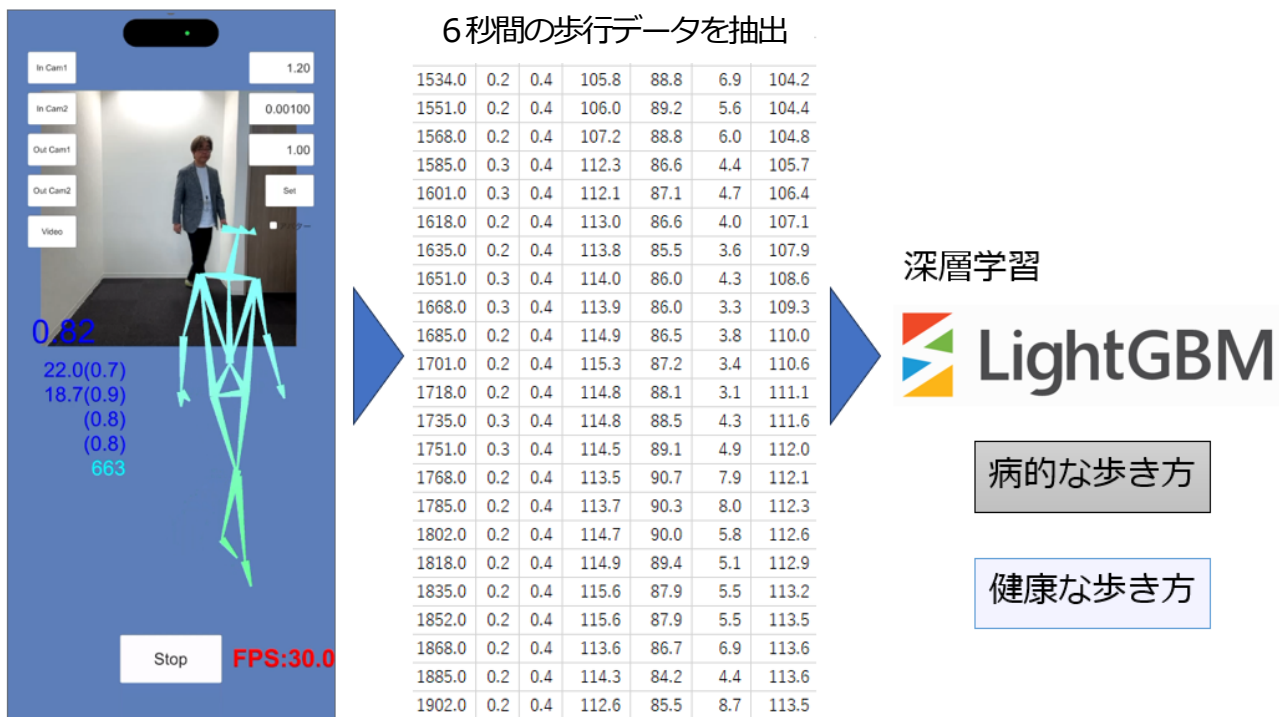 In Cam1
In Cam2
Out Cam1
Out Cam2
Video
1.20
0.00100
1.00
Set
0.82
22.0(0.7)
18.7(0.9)
(0.8)
(0.8)
663
Stop
FPS:30.0
６秒間の歩行データを抽出
1534.0 0.2 0.4 105.8 88.8 6.9 104.2
1551.0 0.2 0.4 106.0 89.2 5.6 104.4
1568.0 0.2 0.4 107.2 88.8 6.0 104.8
1585.0 0.3 0.4 112.3 86.6 4.4 105.7
1601.0 0.3 0.4 112.1 87.1 4.7 106.4
1618.0 0.2 0.4 113.0 86.6 4.0 107.1
1635.0 0.2 0.4 113.8 85.5 3.6 107.9
1651.0 0.3 0.4 114.0 86.0 4.3 108.6
1668.0 0.3 0.4 113.9 86.0 3.3 109.3
1685.0 0.2 0.4 114.9 86.5 3.8 110.0
1701.0 0.2 0.4 115.3 87.2 3.4 110.6
1718.0 0.2 0.4 114.8 88.1 3.1 111.1
1735.0 0.3 0.4 114.8 88.5 4.3 111.6
1751.0 0.3 0.4 114.5 89.1 4.9 112.0
1768.0 0.2 0.4 113.5 90.7 7.9 112.1
1785.0 0.2 0.4 113.7 90.3 8.0 112.3
1802.0 0.2 0.4 114.7 90.0 5.8 112.6
1818.0 0.2 0.4 114.9 89.4 5.1 112.9
1835.0 0.2 0.4 115.6 87.9 5.5 113.2
1852.0 0.2 0.4 115.6 87.9 5.5 113.5
1868.0 0.2 0.4 113.6 86.7 6.9 113.6
1885.0 0.2 0.4 114.3 84.2 4.4 113.6
1902.0 0.2 0.4 112.6 85.5 8.7 113.5
深層学習
LightGBM
病的な歩き方
健康な歩き方